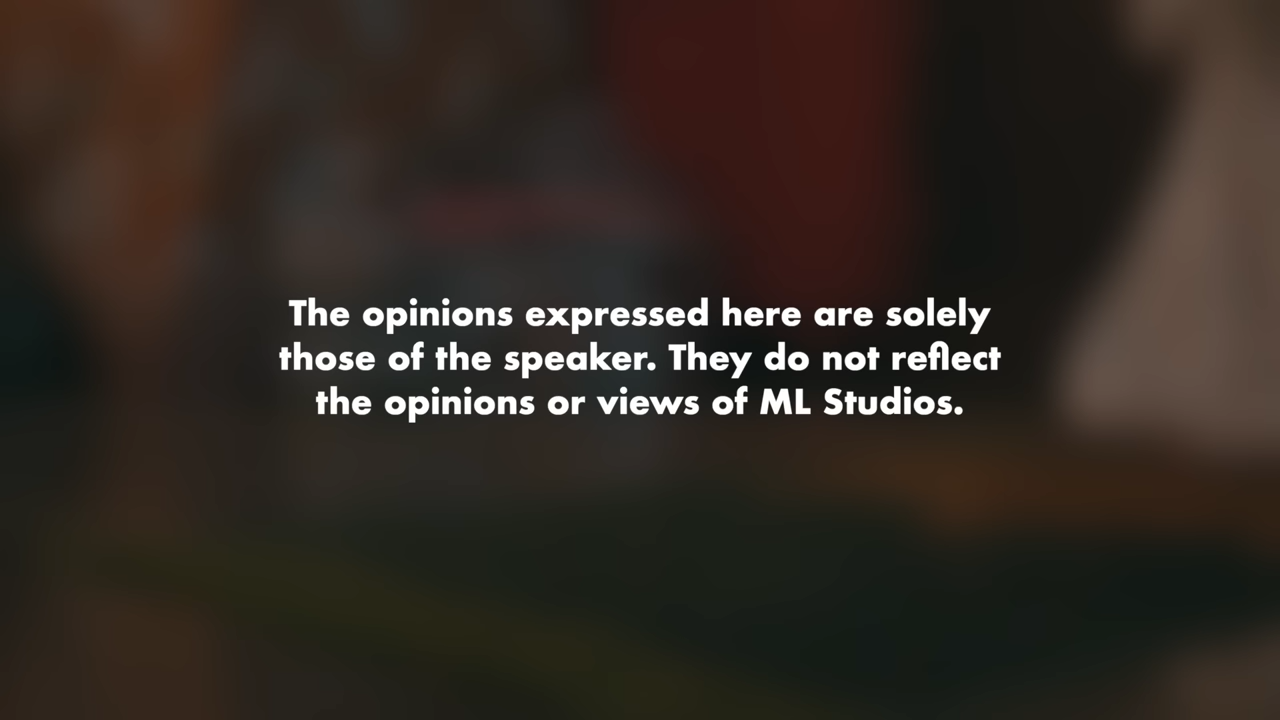 The opinions expressed here are solely
those of the speaker. They do not reflect
the opinions or views of ML Studios.